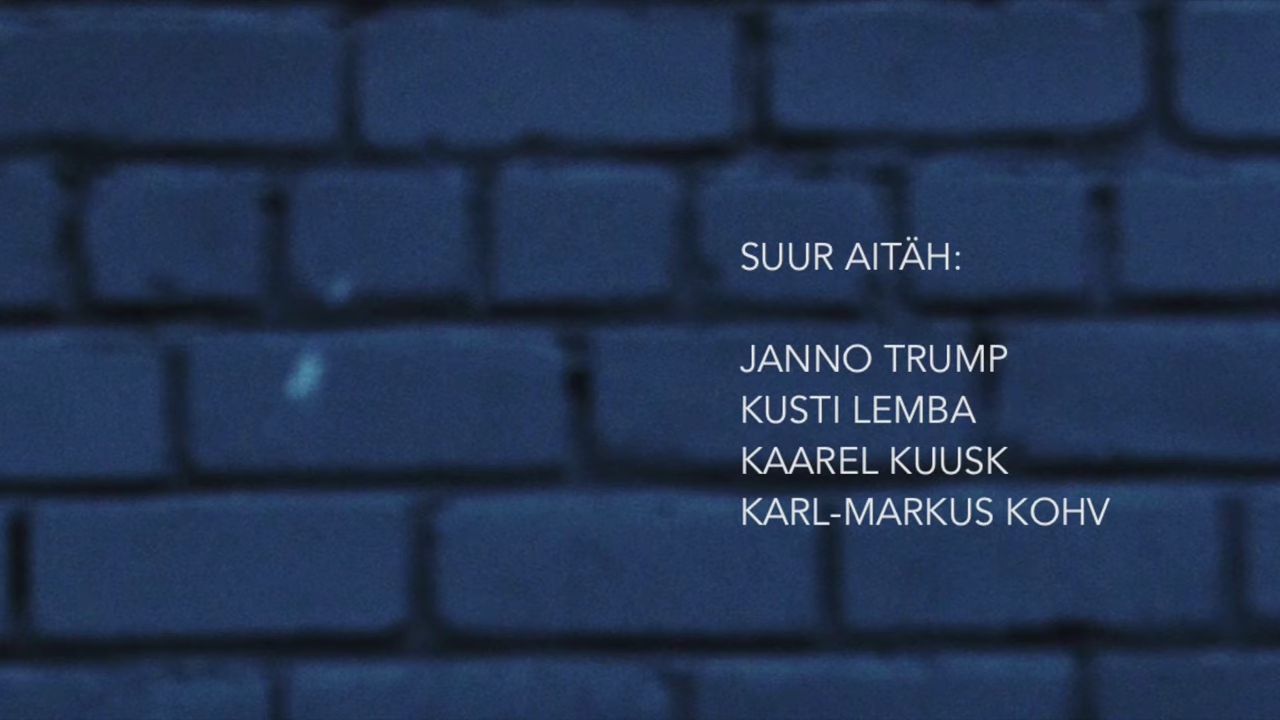 SUUR AITÄH:
JANNO TRUMP
KUSTI LEMBA
KAAREL KUUSK
KARL-MARKUS KOHV